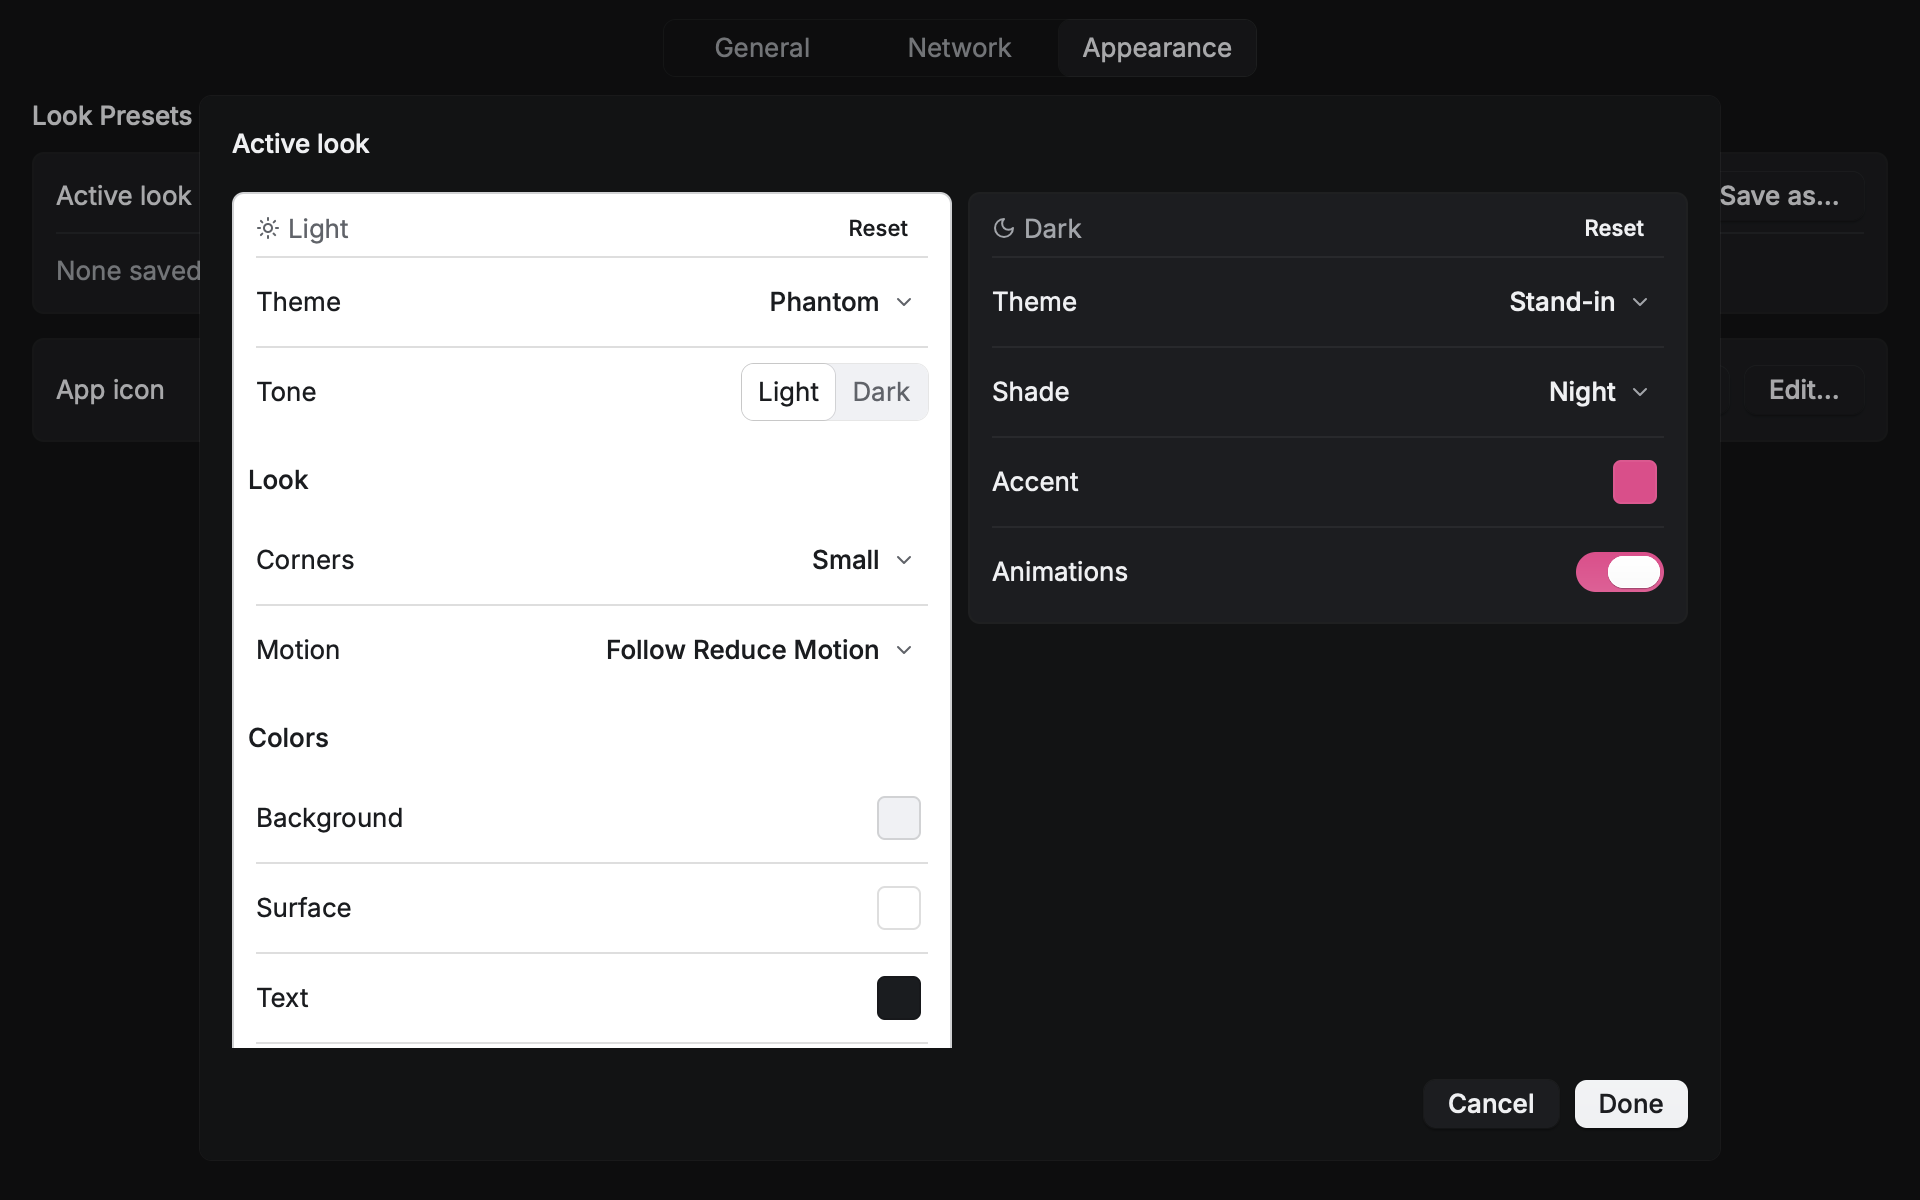 General
Network
Appearance
Look Presets
Active look
Save as...
None saved
App icon
Edit...
Active look
Light
Reset
Theme
Phantom
Tone
Light
Dark
Look
Corners
Small
Motion
Follow Reduce Motion
Colors
Background
Surface
Text
Dark
Reset
Theme
Stand-in
Shade
Night
Accent
Animations
Cancel
Done